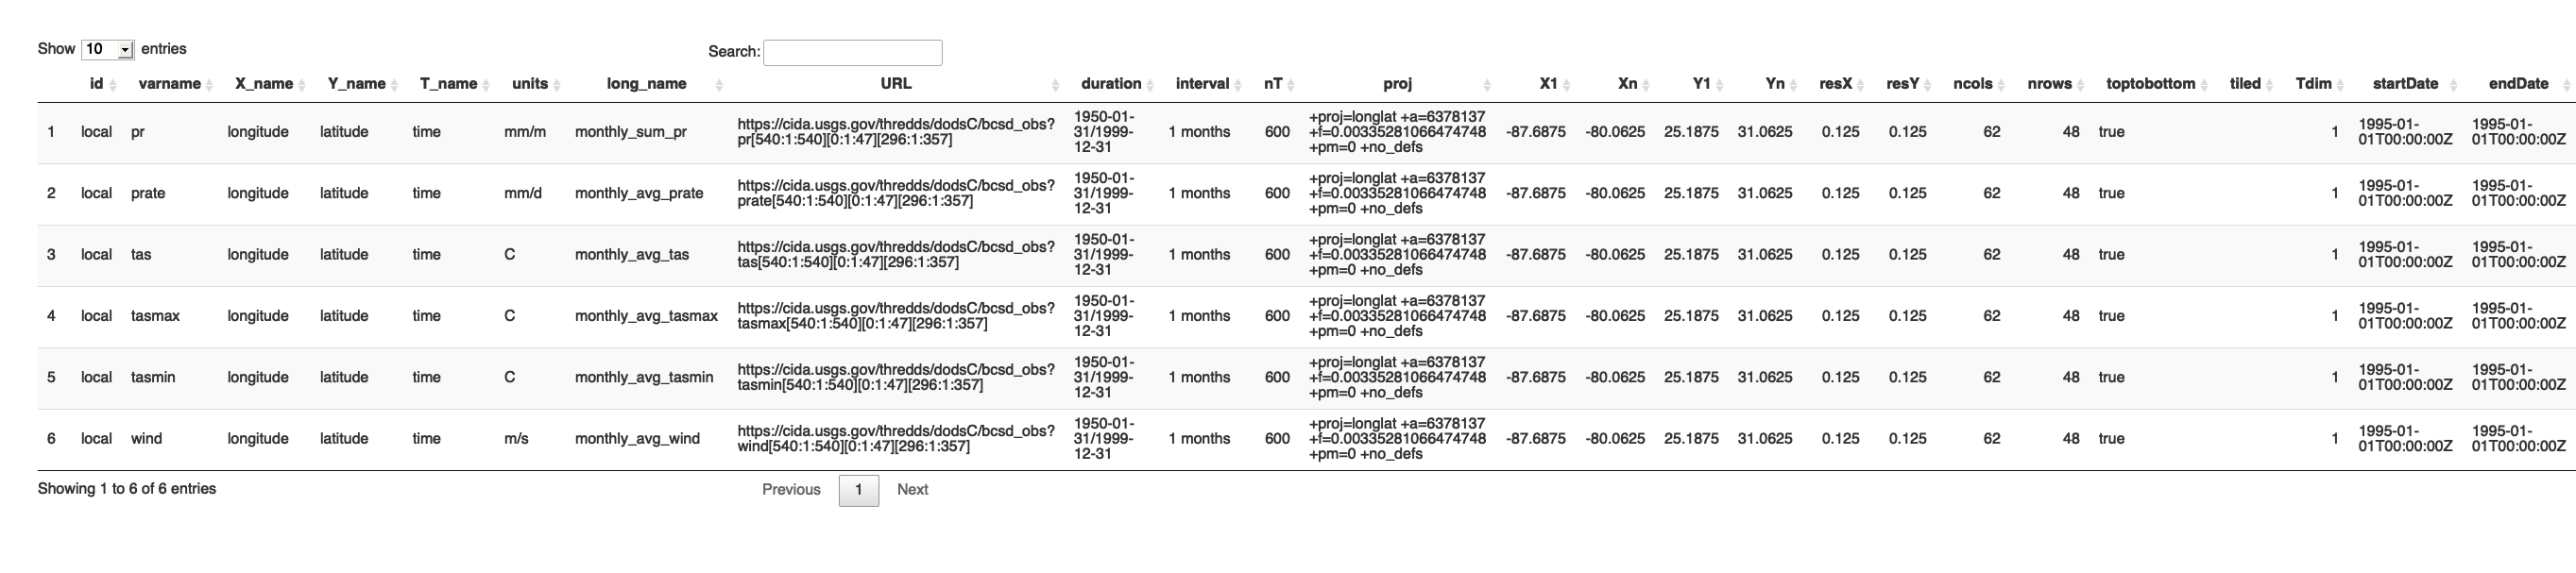 Show 10 entries Search:
id varname X_name Y_name T_name units long_name URL duration interval nT proj X1 Xn Y1 Yn resX resY ncols nrows toptobottom tiled Tdim startDate endDate
1 local pr longitude latitude time mm/m monthly_sum_pr https://cida.usgs.gov/thredds/dodsC/bcsd_obs?pr[540:1:540][0:1:47][296:1:357] 1950-01-31/1999-12-31 1 months 600 +proj=longlat +a=6378137 +f=0.00335281066474748 +pm=0 +no_defs -87.6875 -80.0625 25.1875 31.0625 0.125 0.125 62 48 true 1 1995-01-01T00:00:00Z 1995-01-01T00:00:00Z
2 local prate longitude latitude time mm/d monthly_avg_prate https://cida.usgs.gov/thredds/dodsC/bcsd_obs?prate[540:1:540][0:1:47][296:1:357] 1950-01-31/1999-12-31 1 months 600 +proj=longlat +a=6378137 +f=0.00335281066474748 +pm=0 +no_defs -87.6875 -80.0625 25.1875 31.0625 0.125 0.125 62 48 true 1 1995-01-01T00:00:00Z 1995-01-01T00:00:00Z
3 local tas longitude latitude time C monthly_avg_tas https://cida.usgs.gov/thredds/dodsC/bcsd_obs?tas[540:1:540][0:1:47][296:1:357] 1950-01-31/1999-12-31 1 months 600 +proj=longlat +a=6378137 +f=0.00335281066474748 +pm=0 +no_defs -87.6875 -80.0625 25.1875 31.0625 0.125 0.125 62 48 true 1 1995-01-01T00:00:00Z 1995-01-01T00:00:00Z
4 local tasmax longitude latitude time C monthly_avg_tasmax https://cida.usgs.gov/thredds/dodsC/bcsd_obs?tasmax[540:1:540][0:1:47][296:1:357] 1950-01-31/1999-12-31 1 months 600 +proj=longlat +a=6378137 +f=0.00335281066474748 +pm=0 +no_defs -87.6875 -80.0625 25.1875 31.0625 0.125 0.125 62 48 true 1 1995-01-01T00:00:00Z 1995-01-01T00:00:00Z
5 local tasmin longitude latitude time C monthly_avg_tasmin https://cida.usgs.gov/thredds/dodsC/bcsd_obs?tasmin[540:1:540][0:1:47][296:1:357] 1950-01-31/1999-12-31 1 months 600 +proj=longlat +a=6378137 +f=0.00335281066474748 +pm=0 +no_defs -87.6875 -80.0625 25.1875 31.0625 0.125 0.125 62 48 true 1 1995-01-01T00:00:00Z 1995-01-01T00:00:00Z
6 local wind longitude latitude time m/s monthly_avg_wind https://cida.usgs.gov/thredds/dodsC/bcsd_obs?wind[540:1:540][0:1:47][296:1:357] 1950-01-31/1999-12-31 1 months 600 +proj=longlat +a=6378137 +f=0.00335281066474748 +pm=0 +no_defs -87.6875 -80.0625 25.1875 31.0625 0.125 0.125 62 48 true 1 1995-01-01T00:00:00Z 1995-01-01T00:00:00Z
Showing 1 to 6 of 6 entries Previous 1 Next